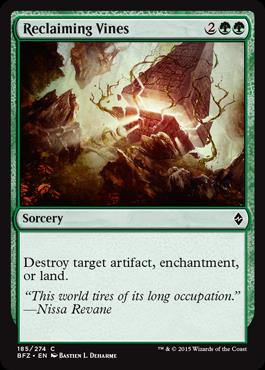 Reclaiming Vines 2
Sorcery
Destroy target artifact, enchantment,
or land.
"This world tires of its long occupation."
—Nissa Revane
185/274 C
BFZ • EN Bastien L. Deharme
™ & © 2015 Wizards of the Coast